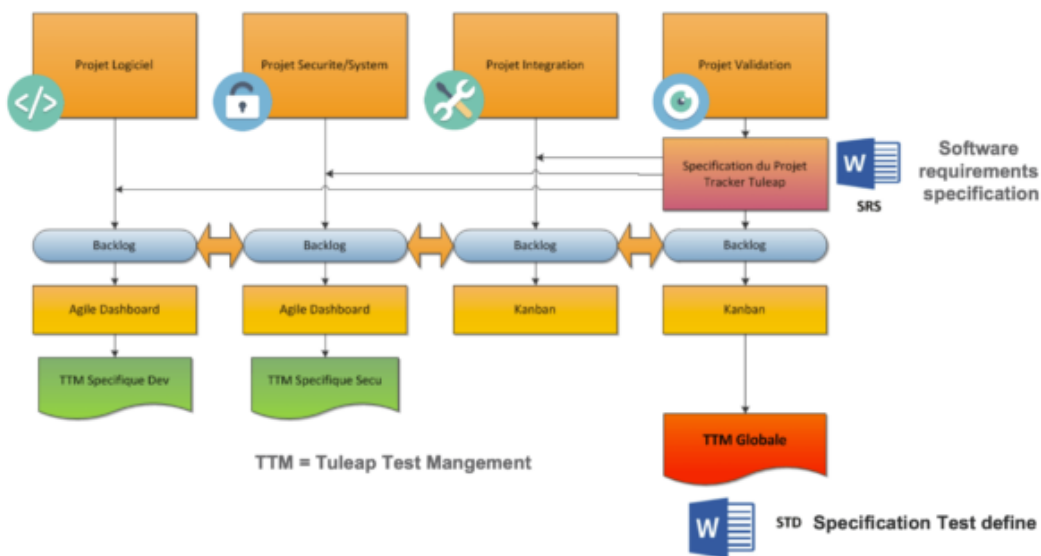 Projet Logiciel
Projet Securite/System
Projet Integration
Projet Validation
</>
Specification du Projet
Tracker Tuleap
W
SRS
Software
requirements
specification
Backlog
Backlog
Backlog
Backlog
Agile Dashboard
Agile Dashboard
Kanban
Kanban
TTM Specifique Dev
TTM Specifique Secu
TTM Globale
TTM = Tuleap Test Mangement
W
STD Specification Test define